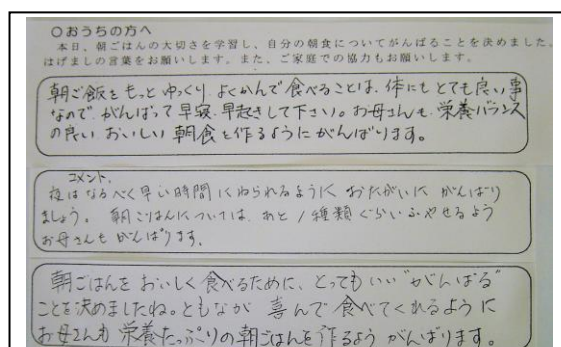 ○おうちの方へ
本日、朝ごはんの大切さを学習し、自分の朝食についてがんばることを決めました。
はげましの言葉をお願いします。また、ご家庭での協力もお願いします。
朝ご飯をもっとゆっくりよくかんで食べることは、体にもとても良い事
なので、がんばって早寝、早起きして下さい。お母さんも、栄養バランス
の良いおいしい朝食を作るようにがんばります。
コメント、
夜はなるべく早い時間にねられるように おたがいに がんばり
ましょう。 朝ごはんについては、あと1種類ぐらいふやせるよう
お母さんもがんばります。
朝ごはんをおいしく食べるために、とってもいい"がんばる"
ことを決めましたね。ともなが 喜んで食べてくれるように
お母さんも栄養たっぷりの朝ごはんを作るようがんばります。